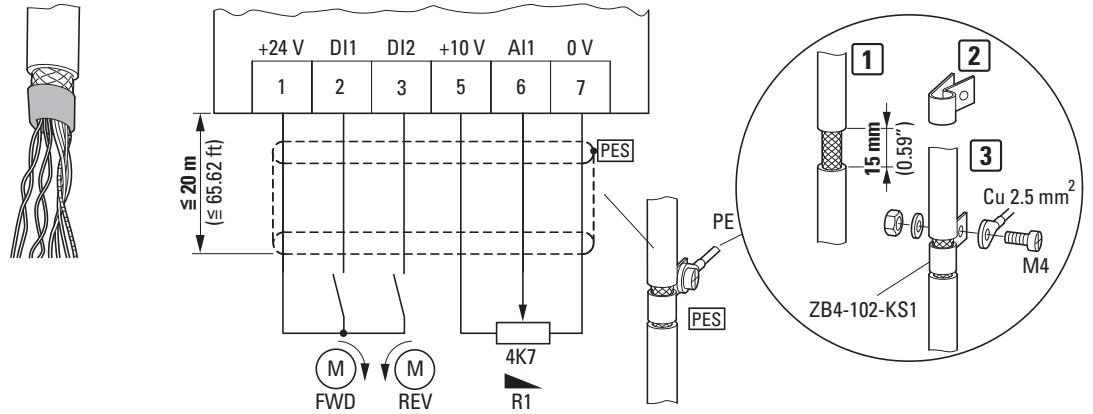 +24 V DI1 DI2 +10 V AI1 0 V
1 2 3 5 6 7
≦ 20 m
(≦ 65.62 ft)
PES
4K7
R1
M M
FWD REV
PE
PES
1
15 mm
(0.59″)
2
3
Cu 2.5 mm²
M4
ZB4-102-KS1